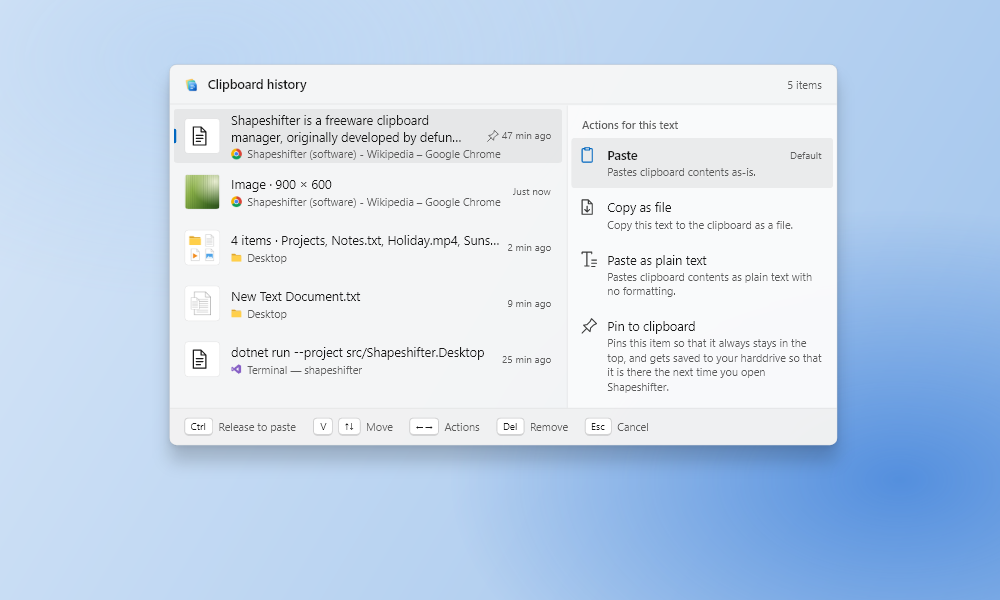 Clipboard history
5 items
Shapeshifter is a freeware clipboard
manager, originally developed by defun...
47 min ago
Shapeshifter (software) - Wikipedia – Google Chrome
Image · 900 × 600
Shapeshifter (software) - Wikipedia – Google Chrome
Just now
4 items · Projects, Notes.txt, Holiday.mp4, Suns...
Desktop
2 min ago
New Text Document.txt
Desktop
9 min ago
dotnet run --project src/Shapeshifter.Desktop
Terminal — shapeshifter
25 min ago
Actions for this text
Paste
Default
Pastes clipboard contents as-is.
Copy as file
Copy this text to the clipboard as a file.
Paste as plain text
Pastes clipboard contents as plain text with
no formatting.
Pin to clipboard
Pins this item so that it always stays in the
top, and gets saved to your harddrive so that
it is there the next time you open
Shapeshifter.
Ctrl Release to paste V ↑↓ Move ←→ Actions Del Remove Esc Cancel